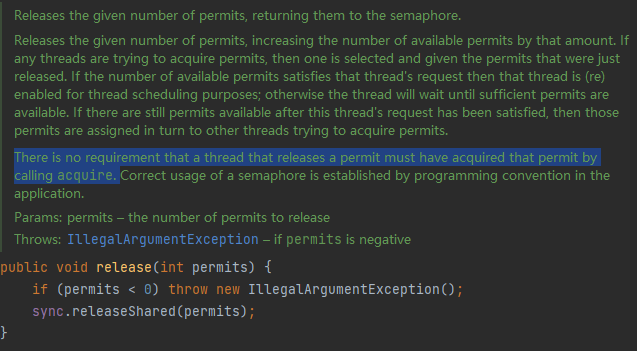 Releases the given number of permits, returning them to the semaphore.
Releases the given number of permits, increasing the number of available permits by that amount. If
any threads are trying to acquire permits, then one is selected and given the permits that were just
released. If the number of available permits satisfies that thread's request then that thread is (re)
enabled for thread scheduling purposes; otherwise the thread will wait until sufficient permits are
available. If there are still permits available after this thread's request has been satisfied, then those
permits are assigned in turn to other threads trying to acquire permits.
There is no requirement that a thread that releases a permit must have acquired that permit by
calling acquire. Correct usage of a semaphore is established by programming convention in the
application.
Params: permits – the number of permits to release
Throws: IllegalArgumentException – if permits is negative
public void release(int permits) {
    if (permits < 0) throw new IllegalArgumentException();
    sync.releaseShared(permits);
}